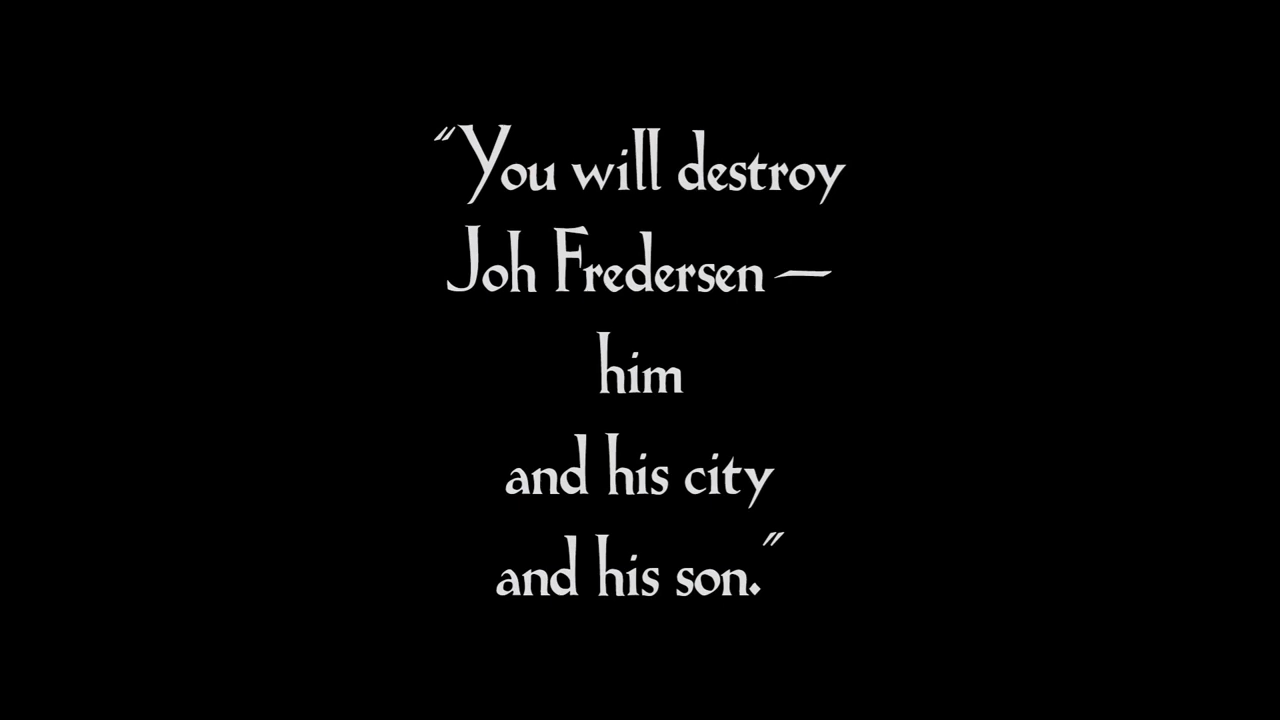 “You will destroy
Joh Fredersen —
him
and his city
and his son.”